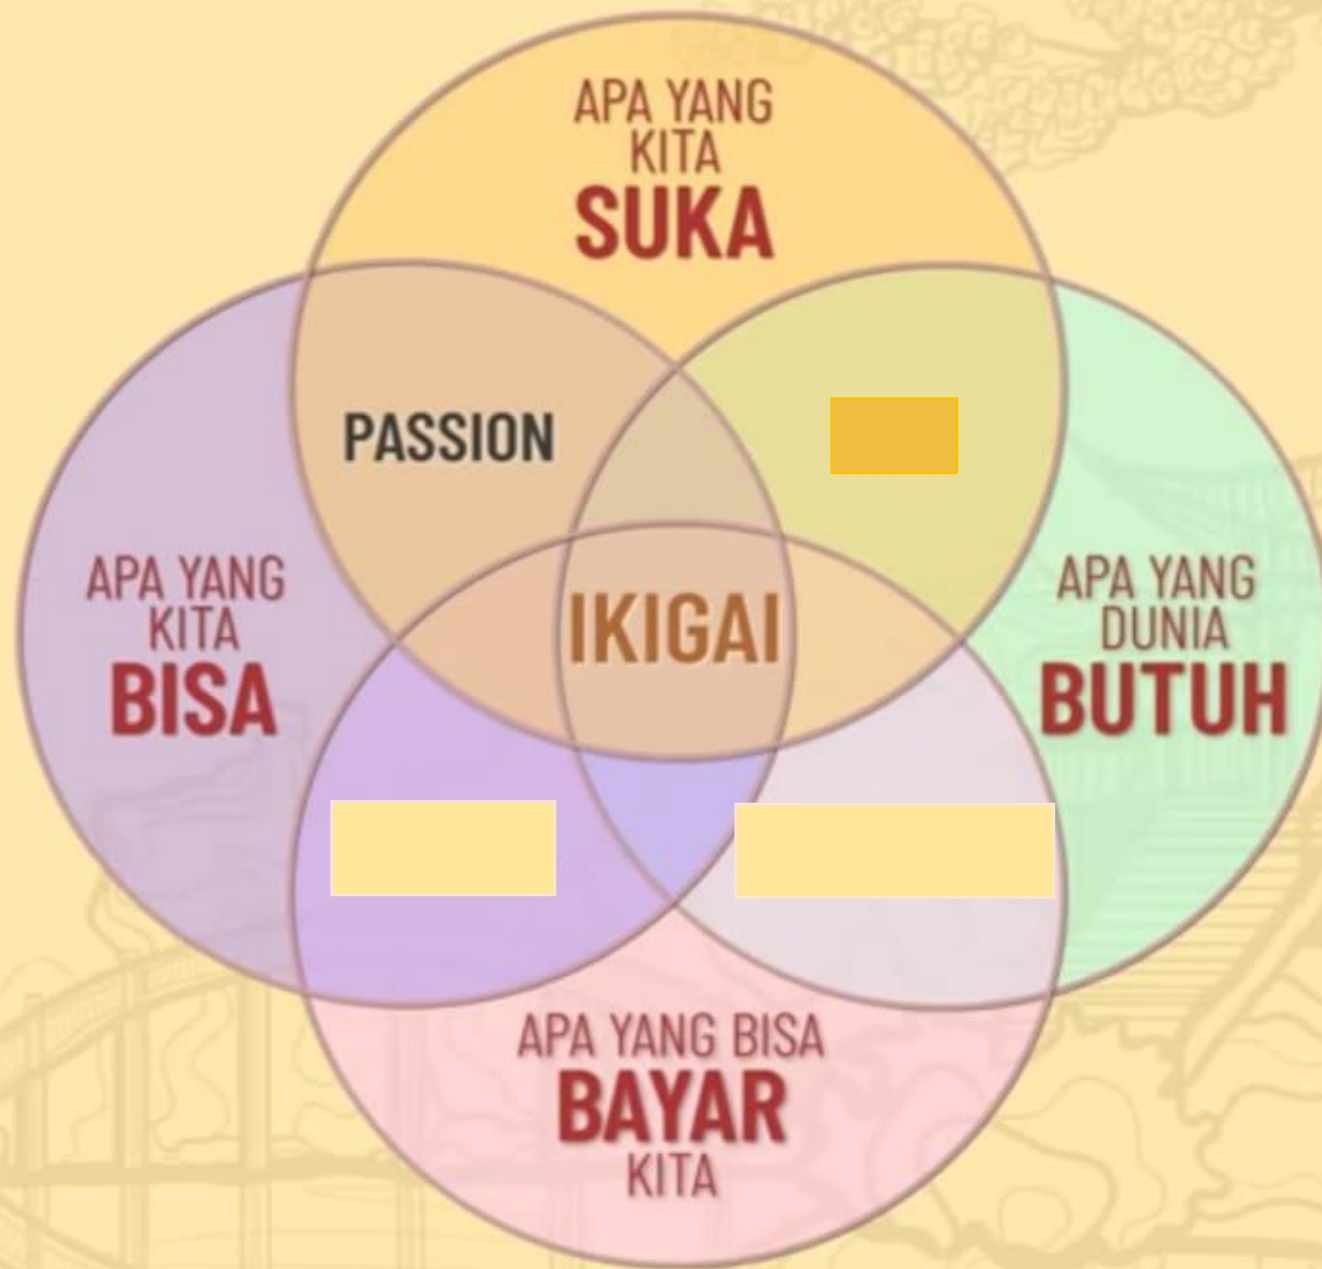 APA YANG
KITA
SUKA
PASSION
APA YANG
KITA
BISA
IKIGAI
APA YANG
DUNIA
BUTUH
APA YANG BISA
BAYAR
KITA